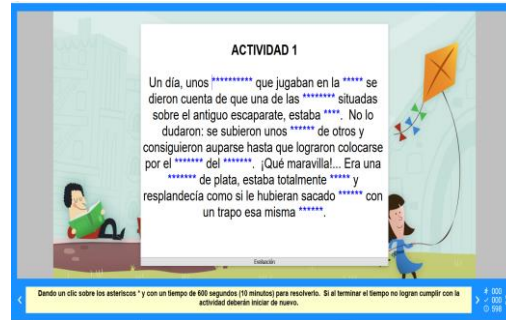 ACTIVIDAD 1
Un día, unos ********** que jugaban en la ***** se
dieron cuenta de que una de las ******** situadas
sobre el antiguo escaparate, estaba ****. No lo
dudaron: se subieron unos ****** de otros y
consiguieron auparse hasta que lograron colocarse
por el ******* del *******. ¡Qué maravilla!... Era una
******* de plata, estaba totalmente ***** y
resplandecía como si le hubieran sacado ****** con
un trapo esa misma ******.
Evaluación
Dando un clic sobre los asteriscos * y con un tiempo de 600 segundos (10 minutos) para resolverlo. Si al terminar el tiempo no logran cumplir con la
actividad deberán iniciar de nuevo.
000
000
598